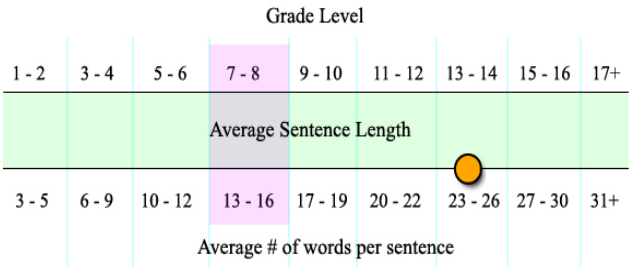 Grade Level
1 - 2 3 - 4 5 - 6 7 - 8 9 - 10 11 - 12 13 - 14 15 - 16 17+
Average Sentence Length
3 - 5 6 - 9 10 - 12 13 - 16 17 - 19 20 - 22 23 - 26 27 - 30 31+
Average # of words per sentence